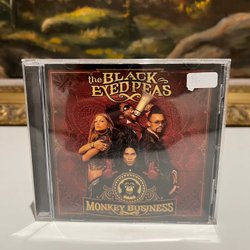 the BLACK
EYED PEAS
MONKEY BUSINESS